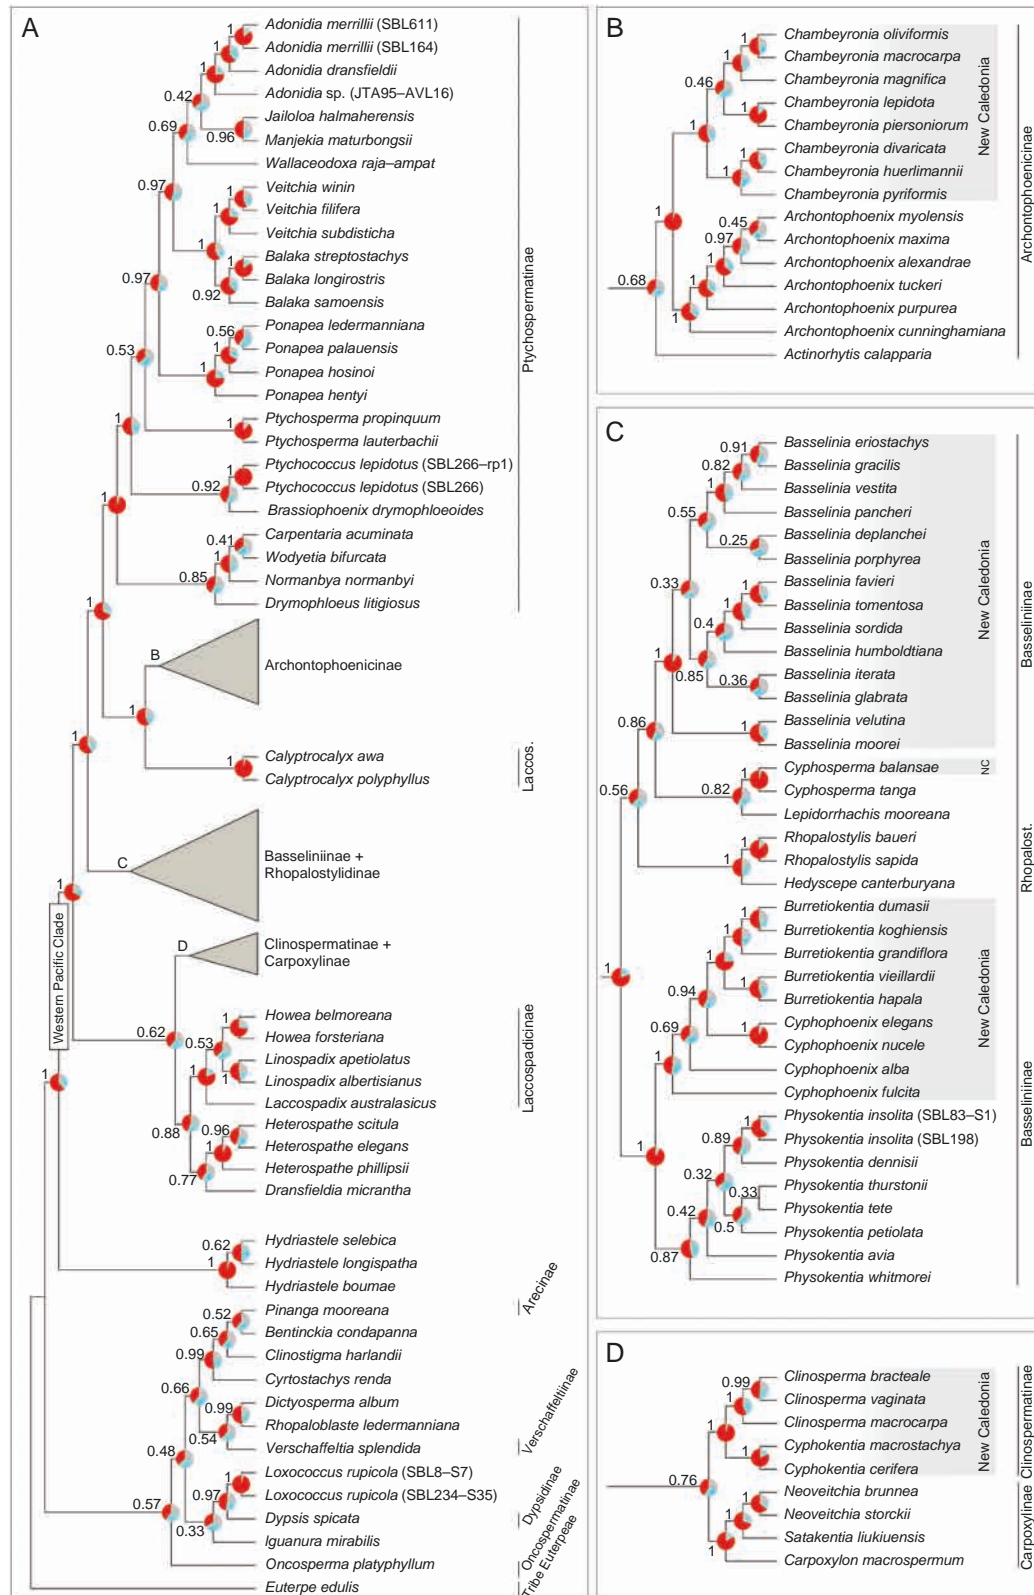 A
Adonidia merrillii (SBL611)
Adonidia merrillii (SBL164)
Adonidia dransfieldii
Adonidia sp. (JTA95–AVL16)
Jailoloa halmaherensis
Manjekia maturbongsii
Wallaceodoxa raja–ampat
Veitchia winin
Veitchia filifera
Veitchia subdisticha
Balaka streptostachys
Balaka longirostris
Balaka samoensis
Ponapea ledermanniana
Ponapea palauensis
Ponapea hosinoi
Ponapea hentyi
Ptychosperma propinquum
Ptychosperma lauterbachii
Ptychococcus lepidotus (SBL266–rp1)
Ptychococcus lepidotus (SBL266)
Brassiophoenix drymophloeoides
Carpentaria acuminata
Wodyetia bifurcata
Normanbya normanbyi
Drymophloeus litigiosus
Ptychospermatinae
1
1
1
1
0.42
0.96
0.69
0.97
1
1
1
1
0.92
0.97
0.56
1
1
0.53
1
1
1
0.92
1
0.41
1
0.85
1
B
Archontophoenicinae
1
1
Calyptrocalyx awa
Calyptrocalyx polyphyllus
Laccos.
1
C
Basseliniinae +
Rhopalostylidinae
1
Western Pacific Clade
D
Clinospermatinae +
Carpoxylinae
0.62
Howea belmoreana
Howea forsteriana
Linospadix apetiolatus
Linospadix albertisianus
Laccospadix australasicus
Heterospathe scitula
Heterospathe elegans
Heterospathe phillipsii
Dransfieldia micrantha
Laccospadicinae
1
0.53
1
1
0.88
0.96
1
0.77
1
Hydriastele selebica
Hydriastele longispatha
Hydriastele boumae
0.62
1
Pinanga mooreana
Bentinckia condapanna
Clinostigma harlandii
Cyrtostachys renda
Dictyosperma album
Rhopaloblaste ledermanniana
Verschaffeltia splendida
Loxococcus rupicola (SBL8–S7)
Loxococcus rupicola (SBL234–S35)
Dypsis spicata
Iguanura mirabilis
Oncosperma platyphyllum
Euterpe edulis
0.52
0.65
0.99
0.66
0.99
0.54
0.48
1
0.97
0.33
0.57
Arecinae
Verschaffeltiinae
Dypsidinae
Oncospermatinae
Tribe Euterpeae
B
Chambeyronia oliviformis
Chambeyronia macrocarpa
Chambeyronia magnifica
Chambeyronia lepidota
Chambeyronia piersoniorum
Chambeyronia divaricata
Chambeyronia huerlimannii
Chambeyronia pyriformis
Archontophoenix myolensis
Archontophoenix maxima
Archontophoenix alexandrae
Archontophoenix tuckeri
Archontophoenix purpurea
Archontophoenix cunninghamiana
Actinorhytis calapparia
New Caledonia
Archontophoenicinae
1
1
0.46
1
1
1
1
1
0.45
0.97
1
1
1
0.68
C
Basselinia eriostachys
Basselinia gracilis
Basselinia vestita
Basselinia pancheri
Basselinia deplanchei
Basselinia porphyrea
Basselinia favieri
Basselinia tomentosa
Basselinia sordida
Basselinia humboldtiana
Basselinia iterata
Basselinia glabrata
Basselinia velutina
Basselinia moorei
Cyphosperma balansae
Cyphosperma tanga
Lepidorrhachis mooreana
Rhopalostylis baueri
Rhopalostylis sapida
Hedyscepe canterburyana
Burretiokentia dumasii
Burretiokentia koghiensis
Burretiokentia grandiflora
Burretiokentia vieillardii
Burretiokentia hapala
Cyphophoenix elegans
Cyphophoenix nucele
Cyphophoenix alba
Cyphophoenix fulcita
Physokentia insolita (SBL83–S1)
Physokentia insolita (SBL198)
Physokentia dennisii
Physokentia thurstonii
Physokentia tete
Physokentia petiolata
Physokentia avia
Physokentia whitmorei
New Caledonia
NC
New Caledonia
Basseliniinae
Rhopalost.
Basseliniinae
0.91
0.82
1
0.55
0.25
0.33
1
1
0.4
0.85
0.36
1
1
0.86
1
0.82
0.56
1
1
1
1
1
1
1
0.94
1
0.69
1
1
1
0.89
0.32
0.33
0.5
0.42
0.87
D
Clinosperma bracteale
Clinosperma vaginata
Clinosperma macrocarpa
Cyphokentia macrostachya
Cyphokentia cerifera
Neoveitchia brunnea
Neoveitchia storckii
Satakentia liukiuensis
Carpoxylon macrospermum
New Caledonia
Clinospermatinae
Carpoxylinae
0.99
1
1
1
0.76
1
1
1